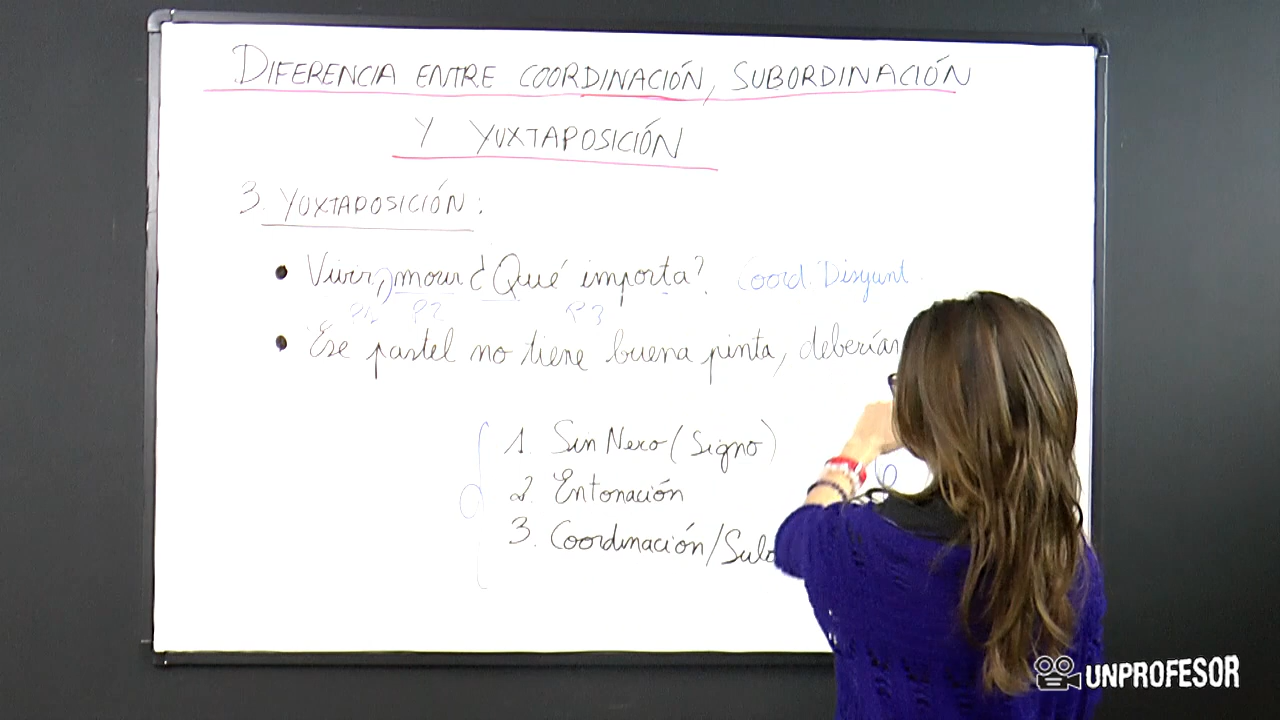 DIFERENCIA ENTRE COORDINACIÓN, SUBORDINACIÓN
Y YUXTAPOSICIÓN
3. YUXTAPOSICIÓN:
• Vivir, morir ¿Qué importa? Coord. Disyunt.
P1 P2 P3
• Ese pastel no tiene buena pinta, deberían
1. Sin Nexo (signo)
2. Entonación
3. Coordinación/Subo
UNPROFESOR